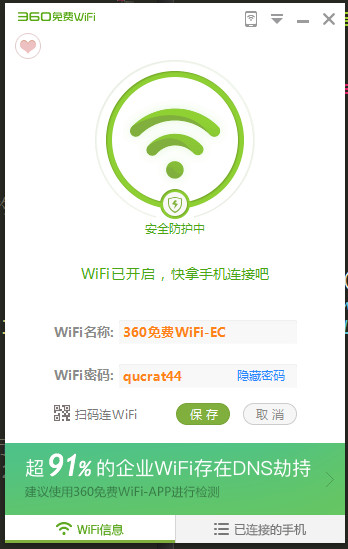 360免费WiFi
安全防护中
WiFi已开启，快拿手机连接吧
WiFi名称: 360免费WiFi-EC
WiFi密码: qucrat44 隐藏密码
扫码连WiFi 保存 取消
超91%的企业WiFi存在DNS劫持
建议使用360免费WiFi-APP进行检测
WiFi信息 已连接的手机